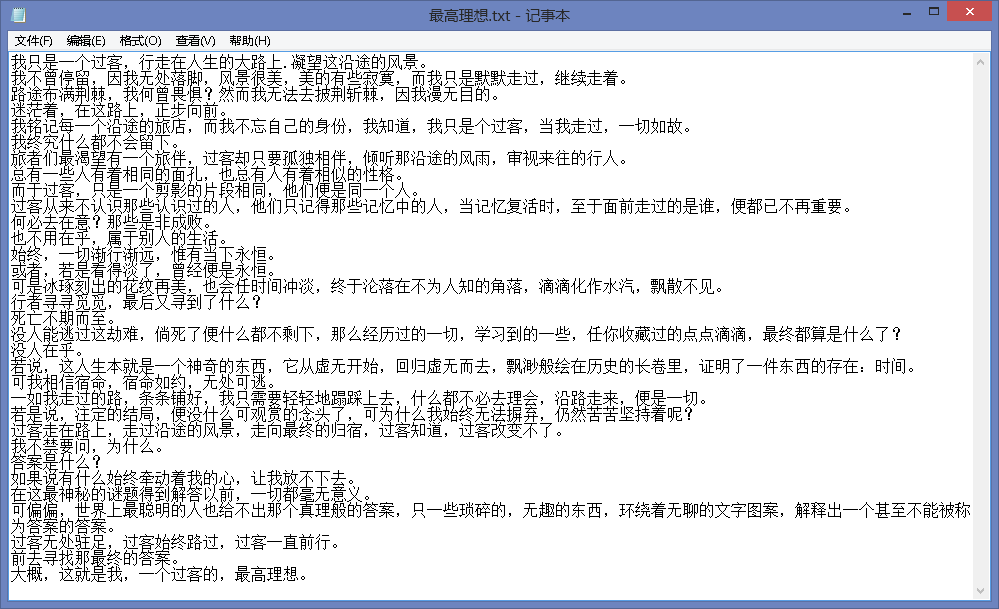 最高理想.txt - 记事本
文件(F) 编辑(E) 格式(O) 查看(V) 帮助(H)
我只是一个过客，行走在人生的大路上.凝望这沿途的风景。
我不曾停留，因我无处落脚，风景很美，美的有些寂寞，而我只是默默走过，继续走着。
路途布满荆棘，我何曾畏惧？然而我无法去披荆斩棘，因我漫无目的。
迷茫着，在这路上，正步向前。
我铭记每一个沿途的旅店，而我不忘自己的身份，我知道，我只是个过客，当我走过，一切如故。
我终究什么都不会留下。
旅者们最渴望有一个旅伴，过客却只要孤独相伴，倾听那沿途的风雨，审视来往的行人。
总有一些人有着相同的面孔，也总有人有着相似的性格。
而于过客，只是一个剪影的片段相同，他们便是同一个人。
过客从来不认识那些认识过的人，他们只记得那些记忆中的人，当记忆复活时，至于面前走过的是谁，便都已不再重要。
何必去在意？那些是非成败。
也不用在乎，属于别人的生活。
始终，一切渐行渐远，惟有当下永恒。
或者，若是看得淡了，曾经便是永恒。
可是冰琢刻出的花纹再美，也会任时间冲淡，终于沦落在不为人知的角落，滴滴化作水汽，飘散不见。
行者寻寻觅觅，最后又寻到了什么？
死亡不期而至。
没人能逃过这劫难，倘死了便什么都不剩下，那么经历过的一切，学习到的一些，任你收藏过的点点滴滴，最终都算是什么了？
没人在乎。
若说，这人生本就是一个神奇的东西，它从虚无开始，回归虚无而去，飘渺般绘在历史的长卷里，证明了一件东西的存在：时间。
可我相信宿命，宿命如约，无处可逃。
一如我走过的路，条条铺好，我只需要轻轻地蹋踩上去，什么都不必去理会，沿路走来，便是一切。
若是说，注定的结局，便没什么可观赏的念头了，可为什么我始终无法摒弃，仍然苦苦坚持着呢？
过客走在路上，走过沿途的风景，走向最终的归宿，过客知道，过客改变不了。
我不禁要问，为什么。
答案是什么？
如果说有什么始终牵动着我的心，让我放不下去。
在这最神秘的谜题得到解答以前，一切都毫无意义。
可偏偏，世界上最聪明的人也给不出那个真理般的答案，只一些琐碎的，无趣的东西，环绕着无聊的文字图案，解释出一个甚至不能被称
为答案的答案。
过客无处驻足，过客始终路过，过客一直前行。
前去寻找那最终的答案。
大概，这就是我，一个过客的，最高理想。